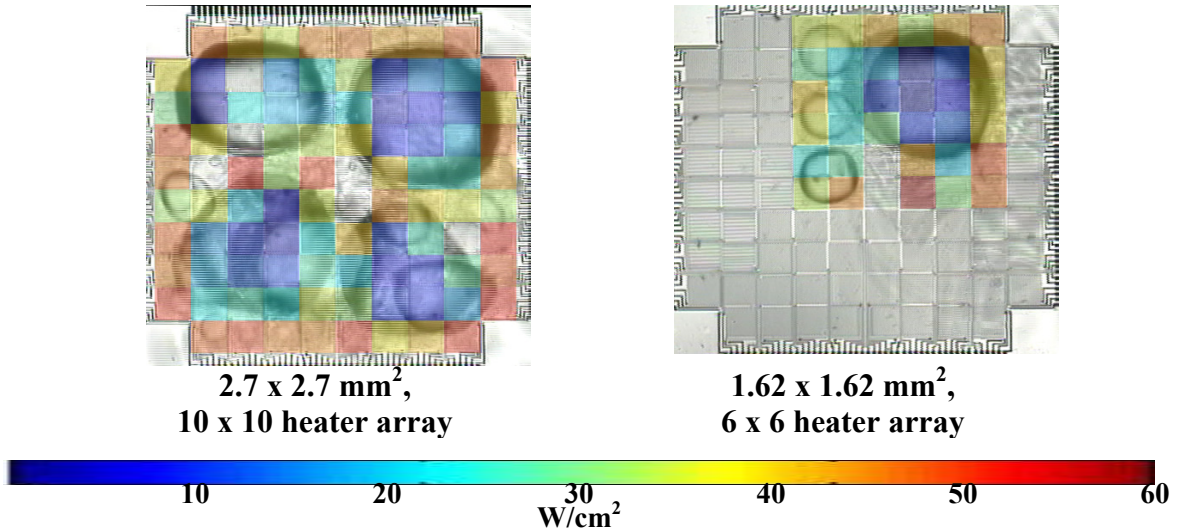 2.7 x 2.7 mm², 
10 x 10 heater array
1.62 x 1.62 mm², 
6 x 6 heater array
10 20 30 40 50 60
W/cm²